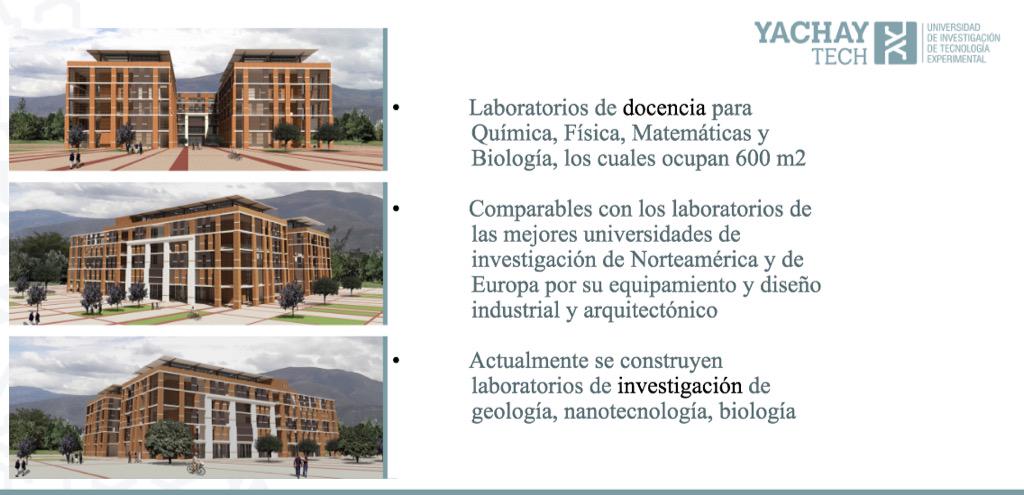 YACHAY
TECH
UNIVERSIDAD
DE INVESTIGACIÓN
DE TECNOLOGÍA
EXPERIMENTAL
• Laboratorios de docencia para
Química, Física, Matemáticas y
Biología, los cuales ocupan 600 m2
• Comparables con los laboratorios de
las mejores universidades de
investigación de Norteamérica y de
Europa por su equipamiento y diseño
industrial y arquitectónico
• Actualmente se construyen
laboratorios de investigación de
geología, nanotecnología, biología